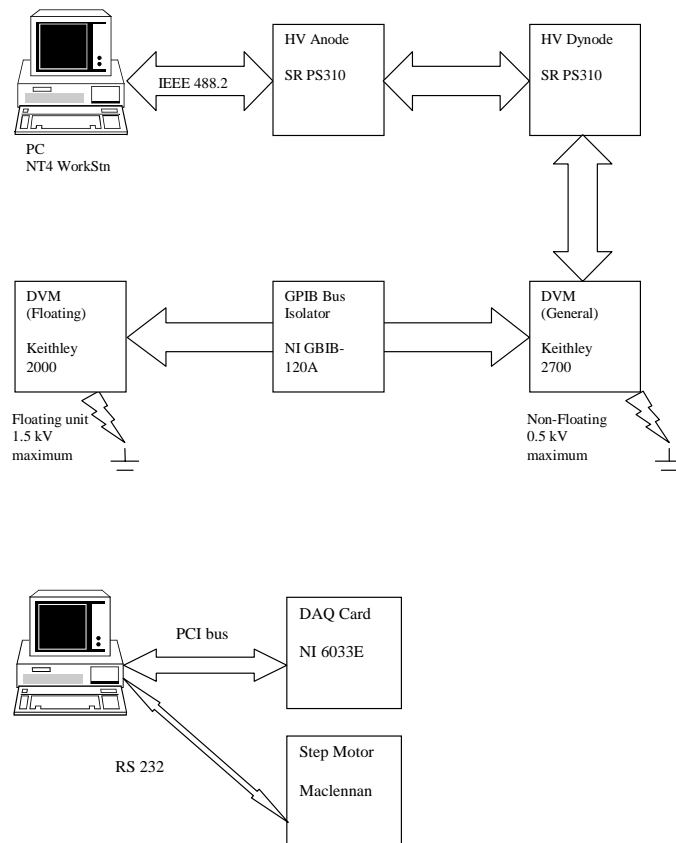 HV Anode
SR PS310
HV Dynode
SR PS310
IEEE 488.2
PC
NT4 WorkStn
DVM
(Floating)
Keithley
2000
GPIB Bus
Isolator
NI GBIB-
120A
DVM
(General)
Keithley
2700
Floating unit
1.5 kV
maximum
Non-Floating
0.5 kV
maximum
PCI bus
DAQ Card
NI 6033E
RS 232
Step Motor
Maclennan